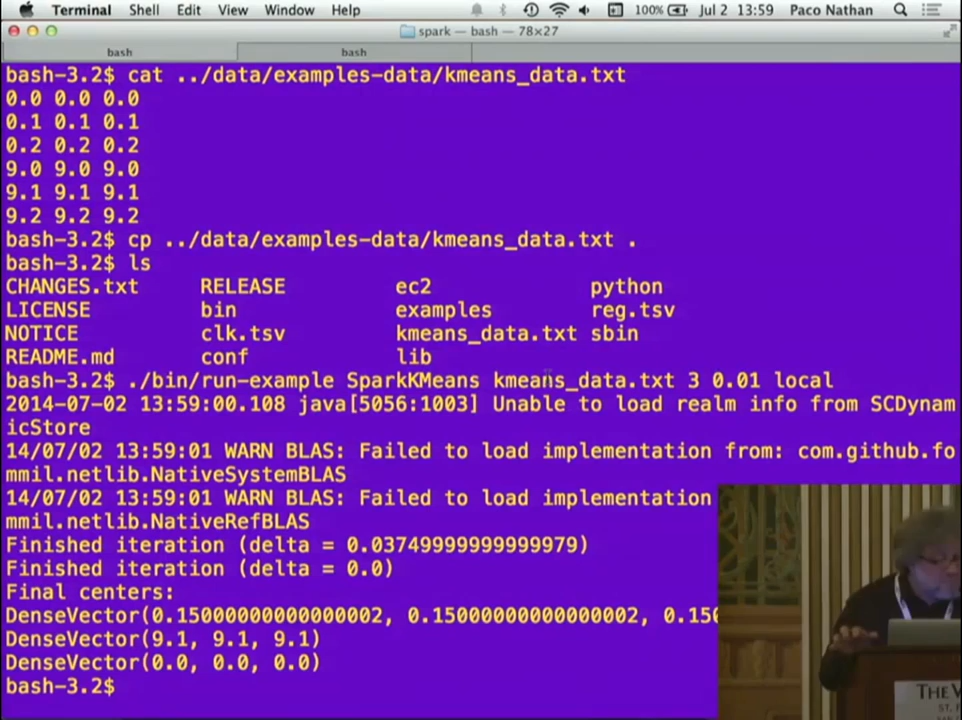 Terminal Shell Edit View Window Help 100% Jul 2 13:59 Paco Nathan
spark — bash — 78×27
bash bash
bash-3.2$ cat ../data/examples-data/kmeans_data.txt
0.0 0.0 0.0
0.1 0.1 0.1
0.2 0.2 0.2
9.0 9.0 9.0
9.1 9.1 9.1
9.2 9.2 9.2
bash-3.2$ cp ../data/examples-data/kmeans_data.txt .
bash-3.2$ ls
CHANGES.txt RELEASE ec2 python
LICENSE bin examples reg.tsv
NOTICE clk.tsv kmeans_data.txt sbin
README.md conf lib
bash-3.2$ ./bin/run-example SparkKMeans kmeans_data.txt 3 0.01 local
2014-07-02 13:59:00.108 java[5056:1003] Unable to load realm info from SCDynam
icStore
14/07/02 13:59:01 WARN BLAS: Failed to load implementation from: com.github.fo
mmil.netlib.NativeSystemBLAS
14/07/02 13:59:01 WARN BLAS: Failed to load implementation
mmil.netlib.NativeRefBLAS
Finished iteration (delta = 0.03749999999999979)
Finished iteration (delta = 0.0)
Final centers:
DenseVector(0.15000000000000002, 0.15000000000000002, 0.150
DenseVector(9.1, 9.1, 9.1)
DenseVector(0.0, 0.0, 0.0)
bash-3.2$
THE
ST.